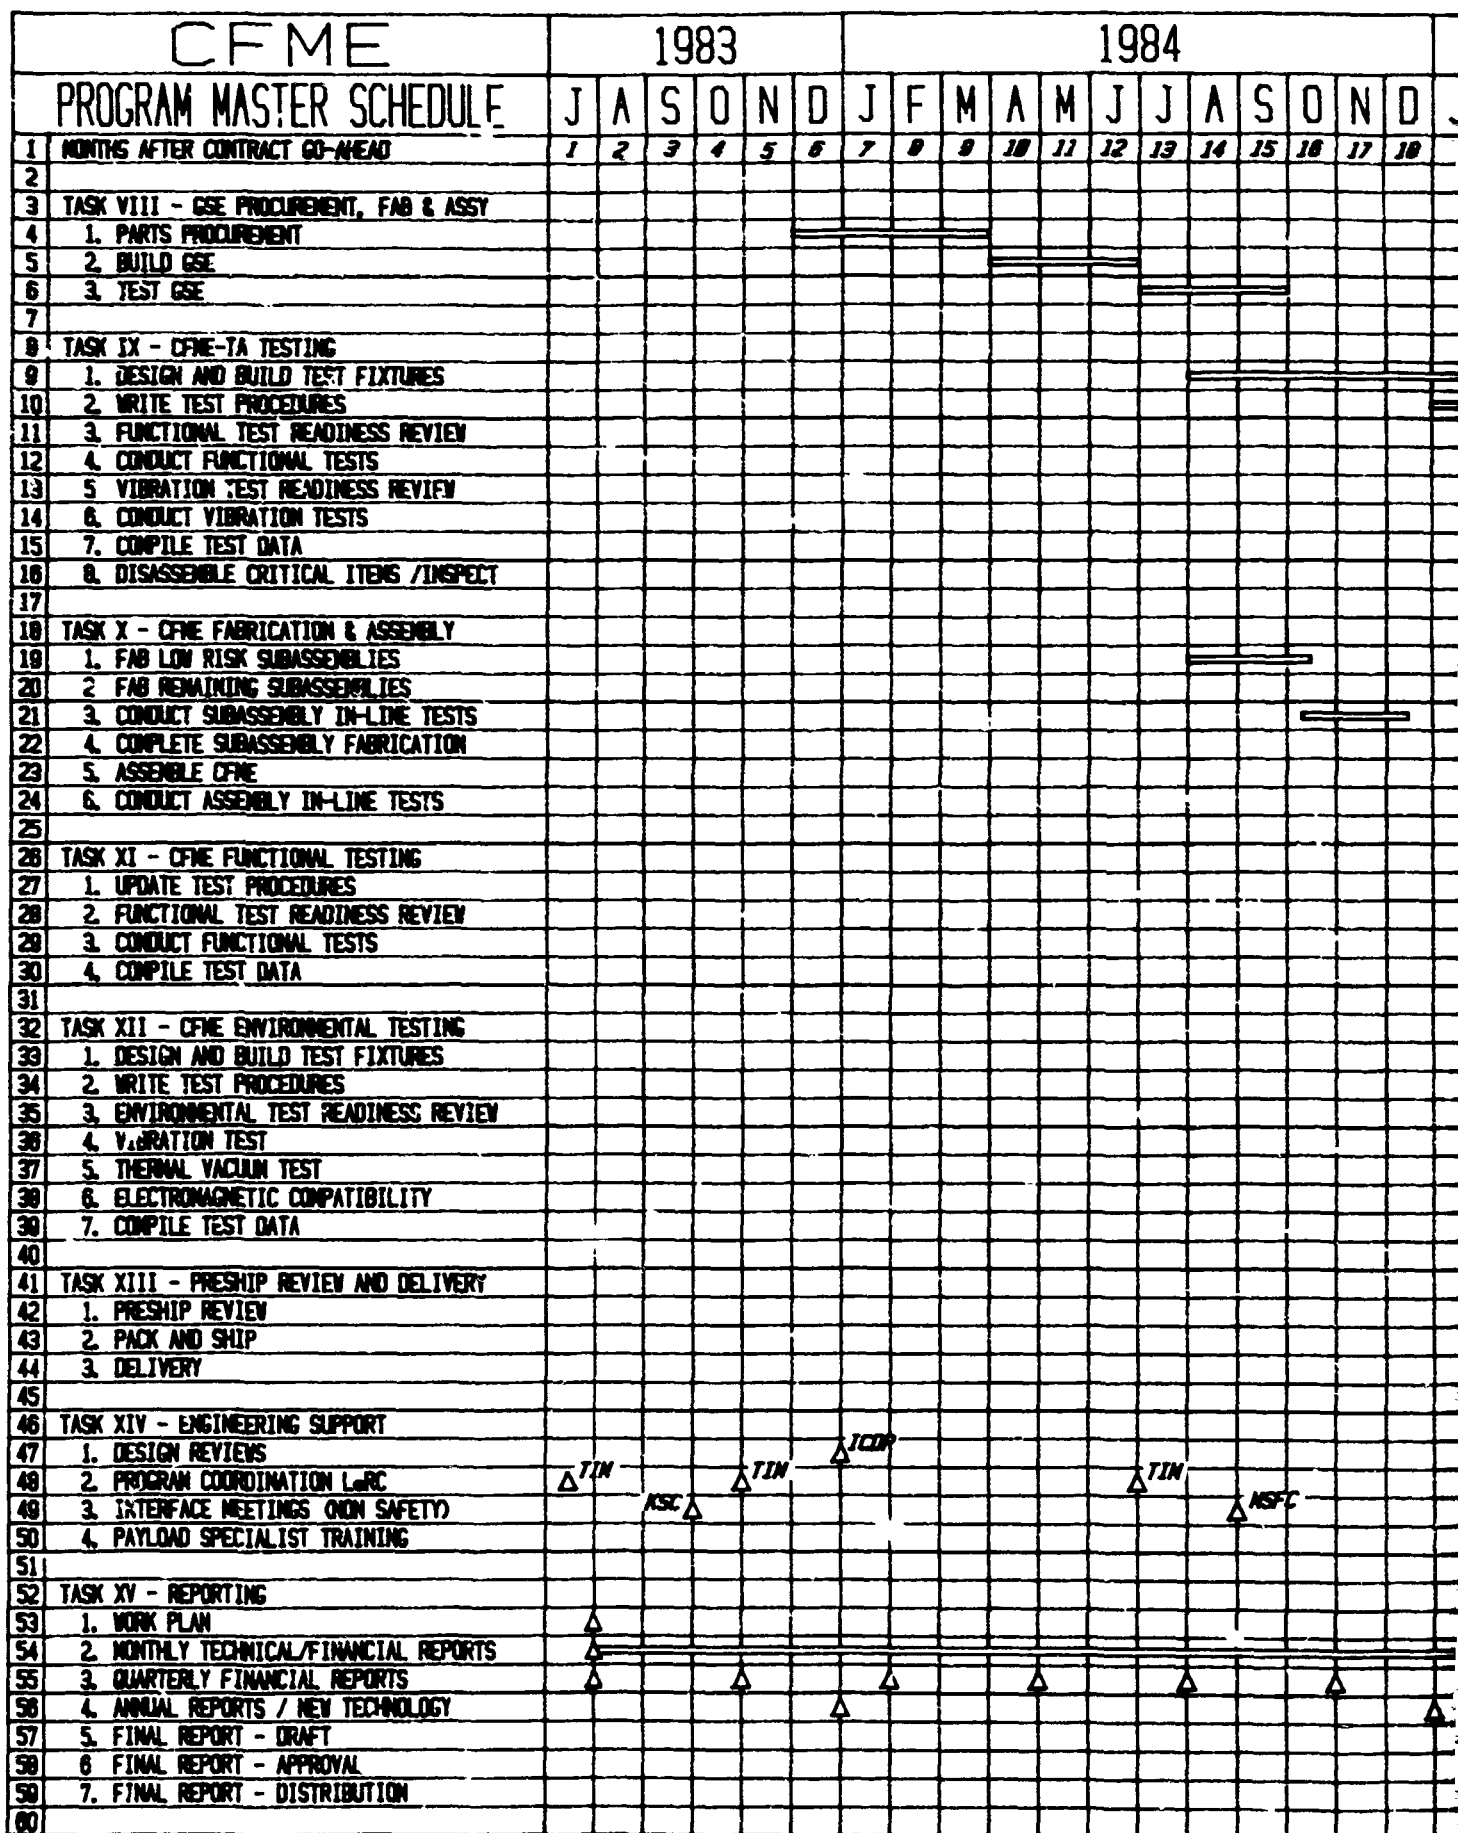 CFME 1983 1984
PROGRAM MASTER SCHEDULE J A S O N D J F M A M J J A S O N D
1 MONTHS AFTER CONTRACT GO-AHEAD 1 2 3 4 5 6 7 8 9 10 11 12 13 14 15 16 17 18
2
3 TASK VIII - GSE PROCUREMENT, FAB & ASSY
4 1. PARTS PROCUREMENT
5 2. BUILD GSE
6 3. TEST GSE
7
8 TASK IX - CFME-TA TESTING
9 1. DESIGN AND BUILD TEST FIXTURES
10 2. WRITE TEST PROCEDURES
11 3. FUNCTIONAL TEST READINESS REVIEW
12 4. CONDUCT FUNCTIONAL TESTS
13 5 VIBRATION TEST READINESS REVIEW
14 6. CONDUCT VIBRATION TESTS
15 7. COMPILE TEST DATA
16 8. DISASSEMBLE CRITICAL ITEMS /INSPECT
17
18 TASK X - CFME FABRICATION & ASSEMBLY
19 1. FAB LOW RISK SUBASSEMBLIES
20 2 FAB REMAINING SUBASSEMBLIES
21 3. CONDUCT SUBASSEMBLY IN-LINE TESTS
22 4. COMPLETE SUBASSEMBLY FABRICATION
23 5. ASSEMBLE CFME
24 6. CONDUCT ASSEMBLY IN-LINE TESTS
25
26 TASK XI - CFME FUNCTIONAL TESTING
27 1. UPDATE TEST PROCEDURES
28 2. FUNCTIONAL TEST READINESS REVIEW
29 3. CONDUCT FUNCTIONAL TESTS
30 4. COMPILE TEST DATA
31
32 TASK XII - CFME ENVIRONMENTAL TESTING
33 1. DESIGN AND BUILD TEST FIXTURES
34 2. WRITE TEST PROCEDURES
35 3. ENVIRONMENTAL TEST READINESS REVIEW
36 4. VIBRATION TEST
37 5. THERMAL VACUUM TEST
38 6. ELECTROMAGNETIC COMPATIBILITY
39 7. COMPILE TEST DATA
40
41 TASK XIII - PRESHIP REVIEW AND DELIVERY
42 1. PRESHIP REVIEW
43 2. PACK AND SHIP
44 3. DELIVERY
45
46 TASK XIV - ENGINEERING SUPPORT
47 1. DESIGN REVIEWS ICDR
48 2. PROGRAM COORDINATION LeRC TIM TIM TIM
49 3. INTERFACE MEETINGS (NON SAFETY) KSC MSFC
50 4. PAYLOAD SPECIALIST TRAINING
51
52 TASK XV - REPORTING
53 1. WORK PLAN
54 2. MONTHLY TECHNICAL/FINANCIAL REPORTS
55 3. QUARTERLY FINANCIAL REPORTS
56 4. ANNUAL REPORTS / NEW TECHNOLOGY
57 5. FINAL REPORT - DRAFT
58 6 FINAL REPORT - APPROVAL
59 7. FINAL REPORT - DISTRIBUTION
60